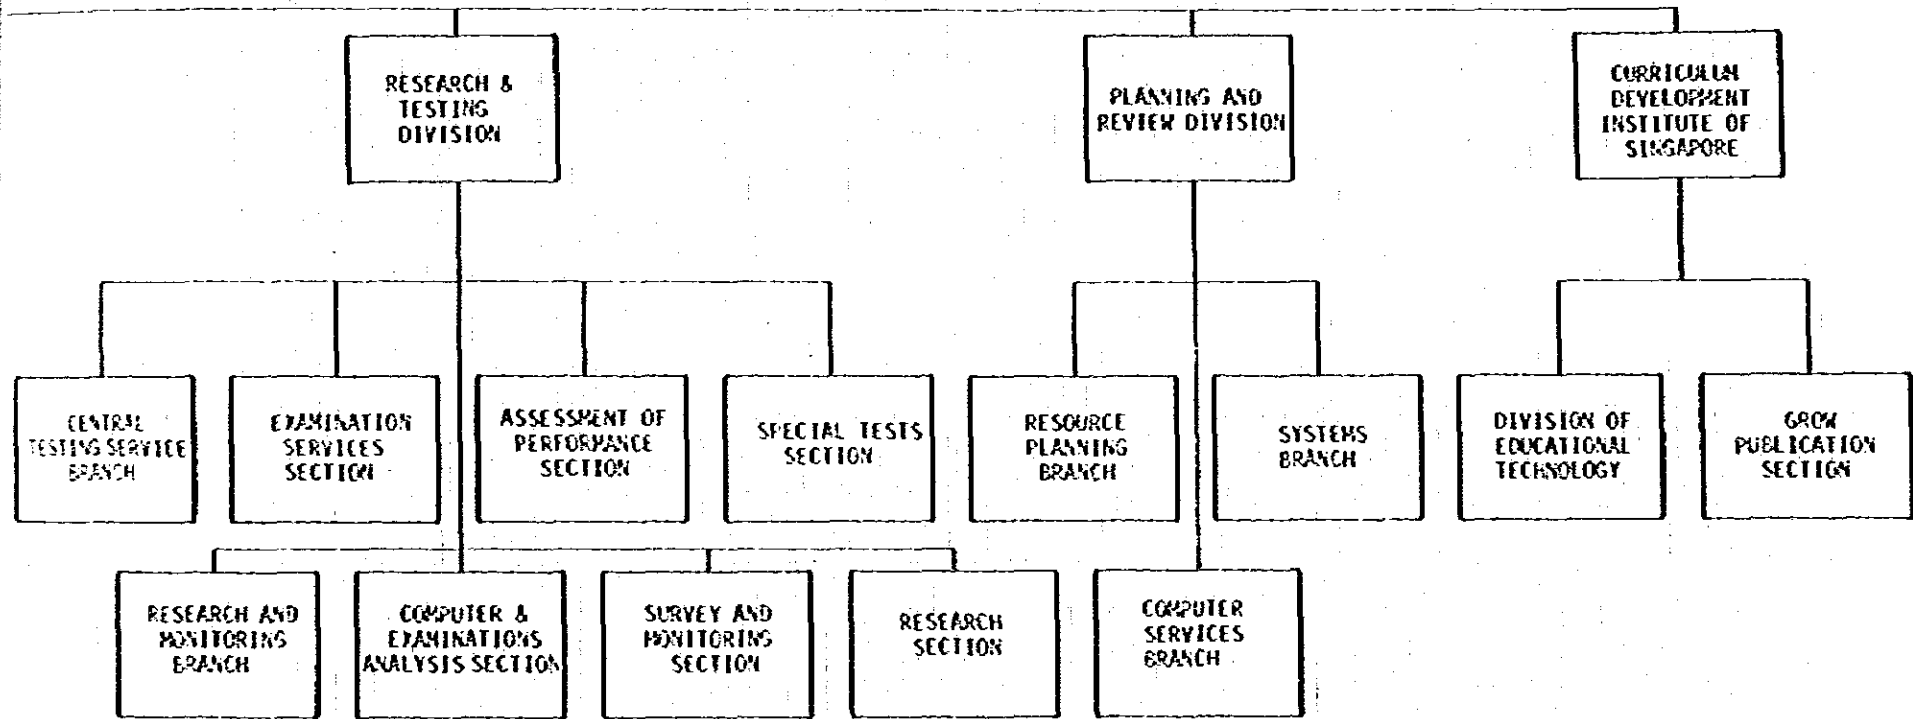 RESEARCH &
TESTING
DIVISION
PLANNING AND
REVIEW DIVISION
CURRICULUM
DEVELOPMENT
INSTITUTE OF
SINGAPORE
CENTRAL
TESTING SERVICE
BRANCH
EXAMINATION
SERVICES
SECTION
ASSESSMENT OF
PERFORMANCE
SECTION
SPECIAL TESTS
SECTION
RESOURCE
PLANNING
BRANCH
SYSTEMS
BRANCH
DIVISION OF
EDUCATIONAL
TECHNOLOGY
GROW
PUBLICATION
SECTION
RESEARCH AND
MONITORING
BRANCH
COMPUTER &
EXAMINATIONS
ANALYSIS SECTION
SURVEY AND
MONITORING
SECTION
RESEARCH
SECTION
COMPUTER
SERVICES
BRANCH